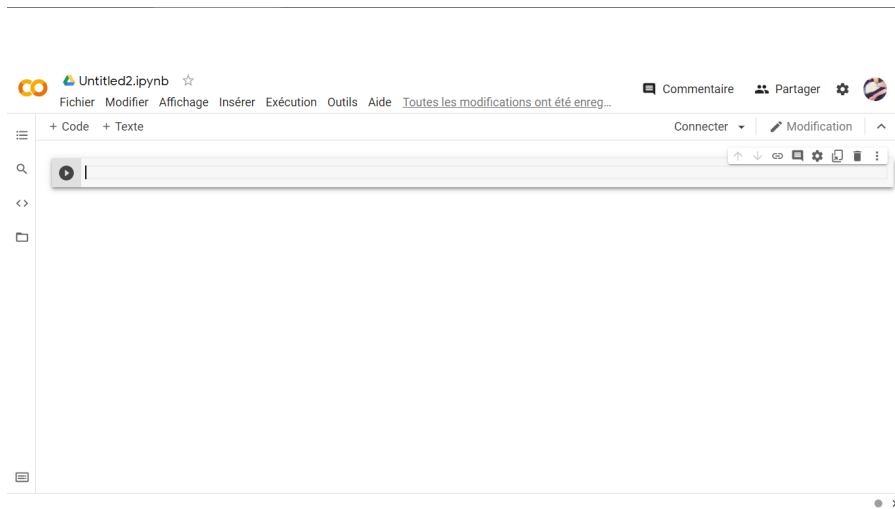 Untitled2.ipynb
Commentaire Partager
Fichier Modifier Affichage Insérer Exécution Outils Aide Toutes les modifications ont été enreg...
+ Code + Texte Connecter Modification